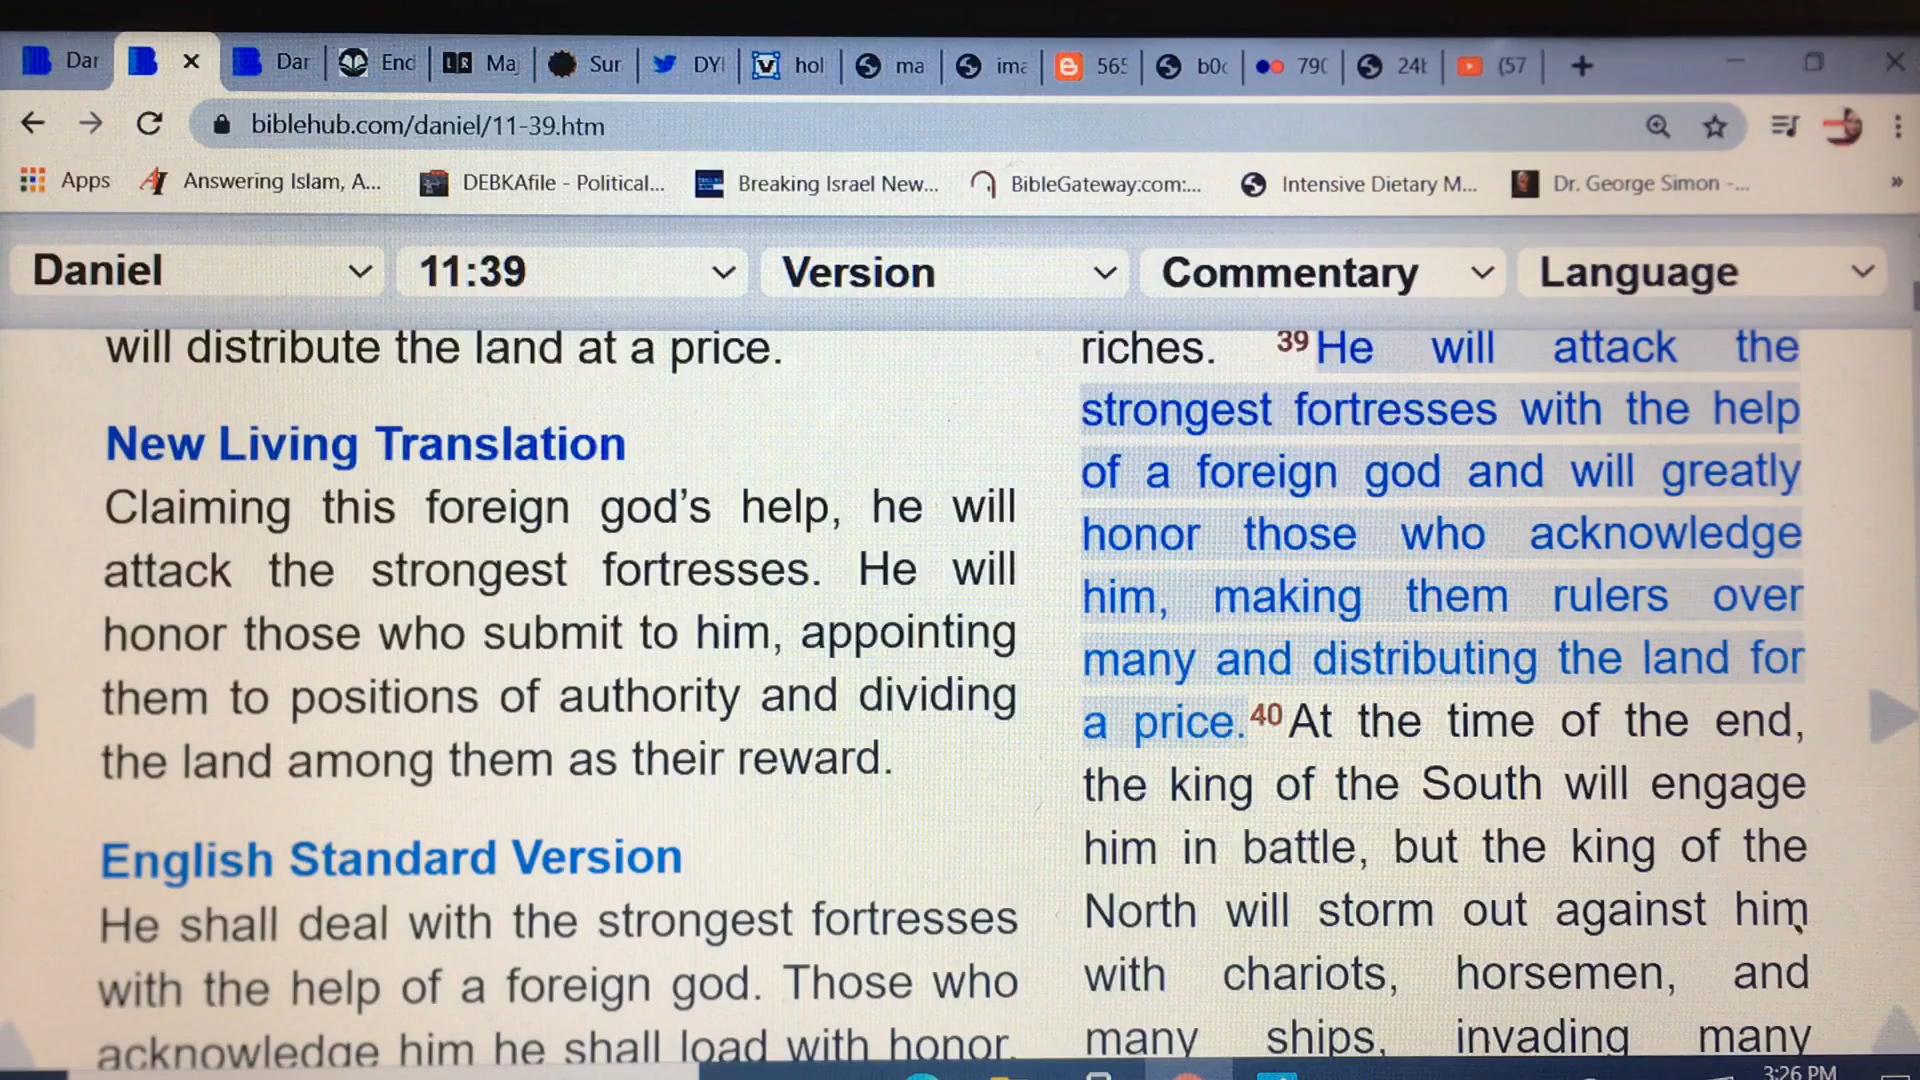 Dar
Dar
Enc
Ma
Sur
DY
hol
ma
ima
565
b0c
790
24b
(57
biblehub.com/daniel/11-39.htm
Apps
Answering Islam, A...
DEBKAfile - Political...
Breaking Israel New...
BibleGateway.com:...
Intensive Dietary M...
Dr. George Simon -...
»
Daniel
11:39
Version
Commentary
Language
will distribute the land at a price.
New Living Translation
Claiming this foreign god's help, he will
attack the strongest fortresses. He will
honor those who submit to him, appointing
them to positions of authority and dividing
the land among them as their reward.
English Standard Version
He shall deal with the strongest fortresses
with the help of a foreign god. Those who
acknowledge him he shall load with honor.
riches. 39 He will attack the
strongest fortresses with the help
of a foreign god and will greatly
honor those who acknowledge
him, making them rulers over
many and distributing the land for
a price. 40 At the time of the end,
the king of the South will engage
him in battle, but the king of the
North will storm out against him
with chariots, horsemen, and
many ships, invading many
3:26 PM